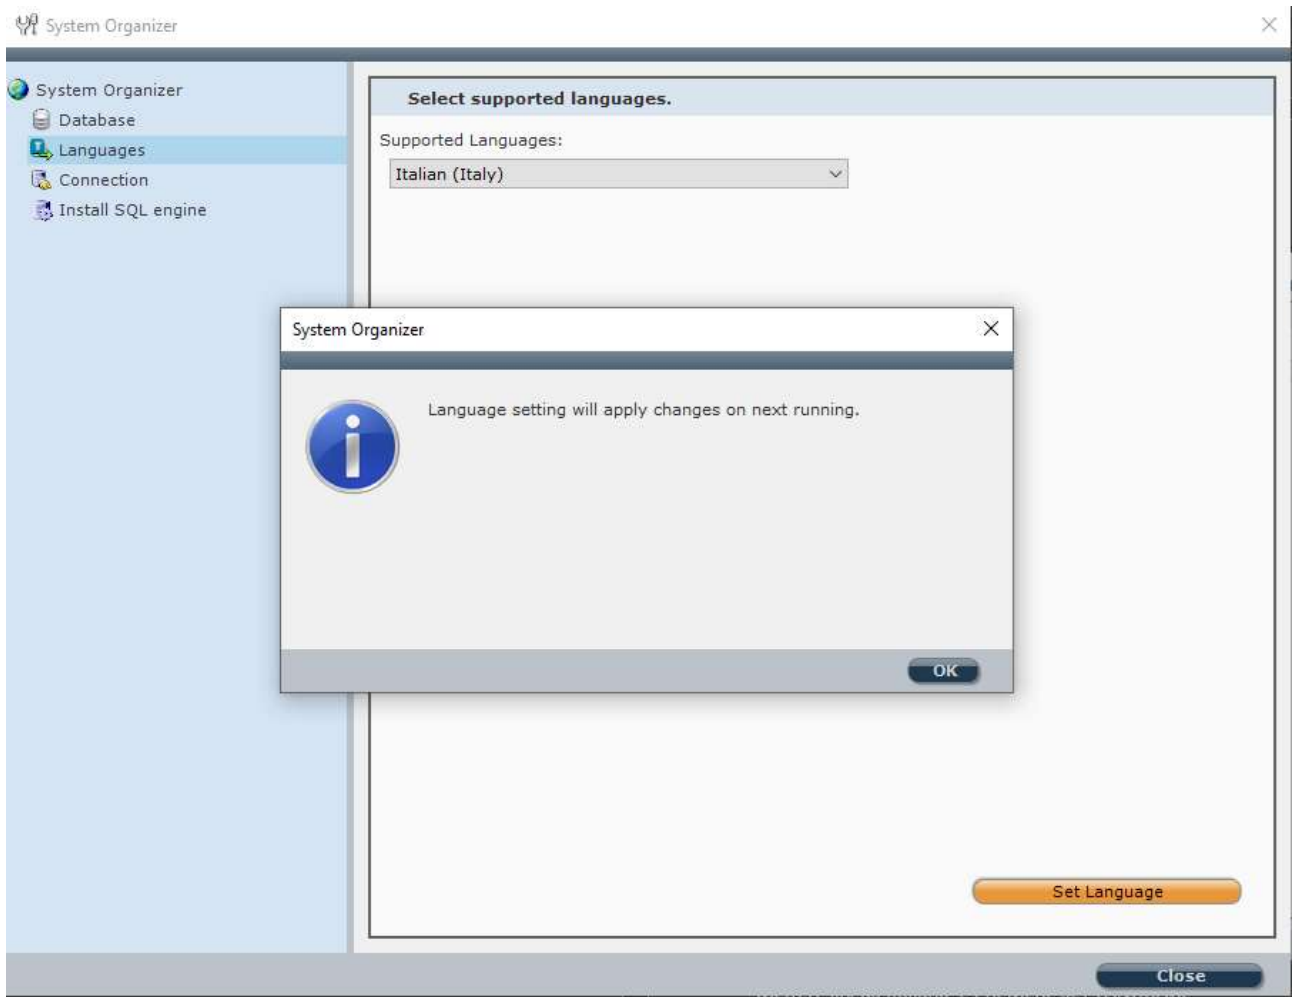 System Organizer
System Organizer
Database
Languages
Connection
Install SQL engine
Select supported languages.
Supported Languages:
Italian (Italy)
System Organizer
Language setting will apply changes on next running.
OK
Set Language
Close